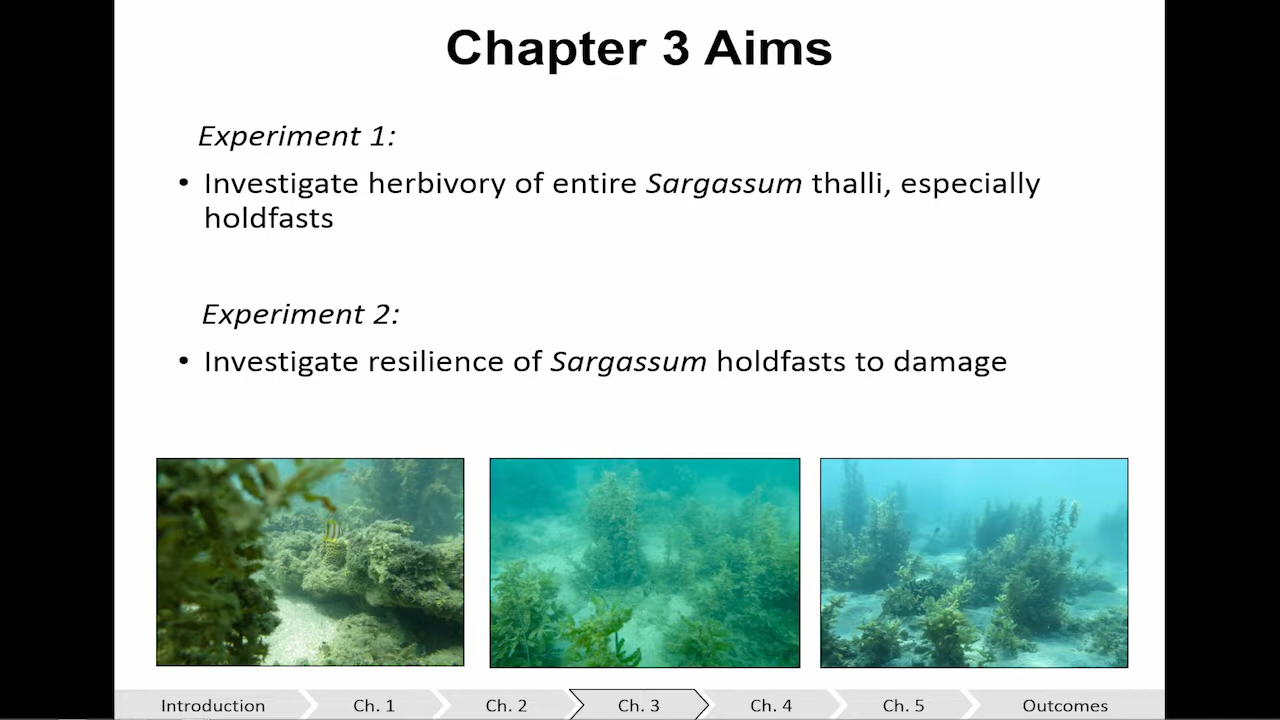 Chapter 3 Aims
Experiment 1:
• Investigate herbivory of entire Sargassum thalli, especially
holdfasts
Experiment 2:
• Investigate resilience of Sargassum holdfasts to damage
Introduction
Ch. 1
Ch. 2
Ch. 3
Ch. 4
Ch. 5
Outcomes